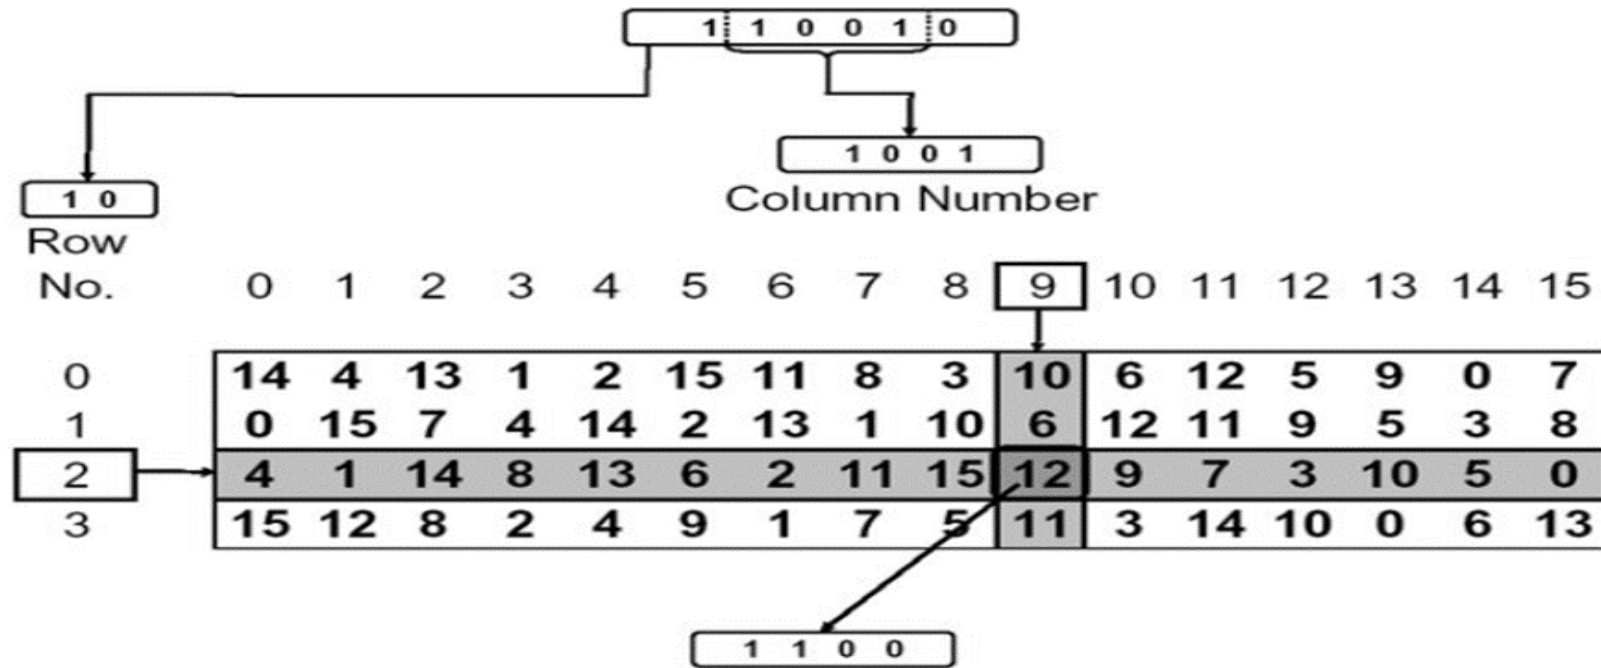 1 1 0 0 1 0
1 0 0 1
Column Number
1 0
Row
No. 0 1 2 3 4 5 6 7 8 9 10 11 12 13 14 15
0 14 4 13 1 2 15 11 8 3 10 6 12 5 9 0 7
1 0 15 7 4 14 2 13 1 10 6 12 11 9 5 3 8
2 4 1 14 8 13 6 2 11 15 12 9 7 3 10 5 0
3 15 12 8 2 4 9 1 7 5 11 3 14 10 0 6 13
1 1 0 0